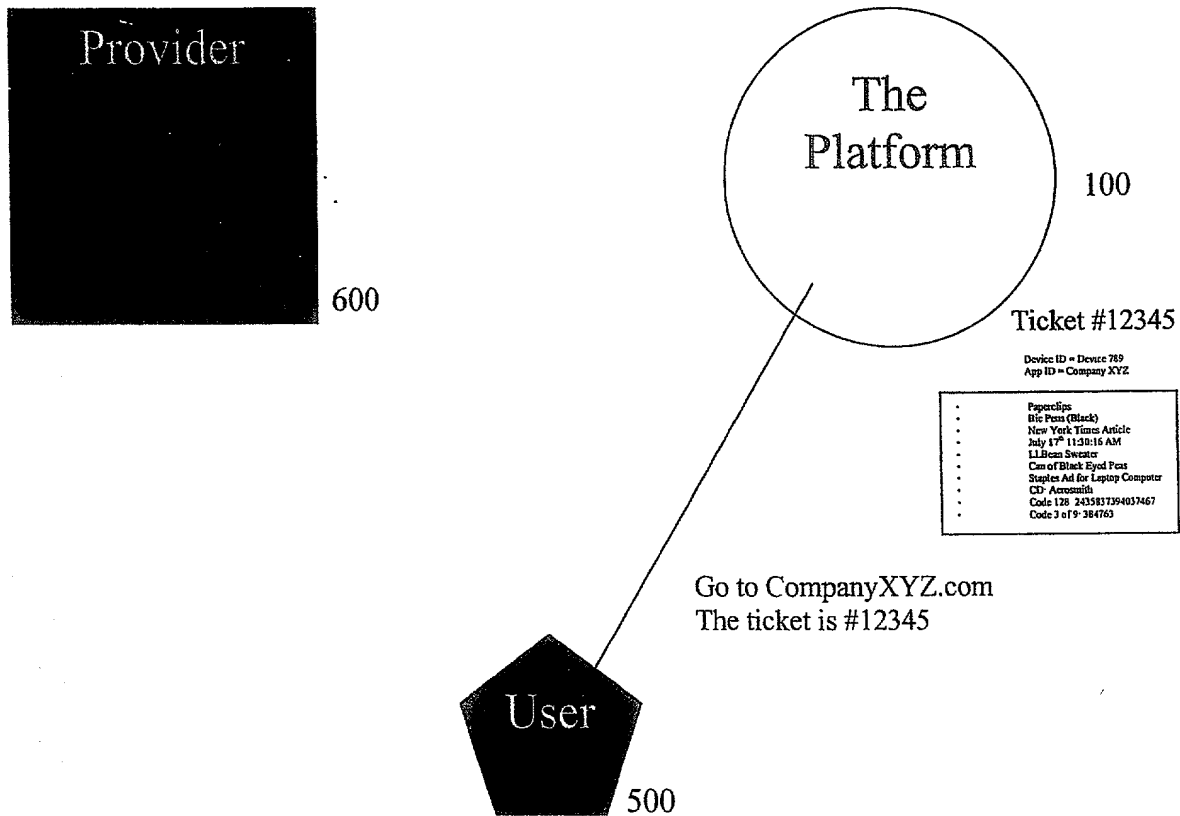 Provider
600
The
Platform
100
Ticket #12345
Device ID = Device 789
App ID = Company XYZ
Paperclips
Bic Pens (Black)
New York Times Article
July 17th 11:30:16 AM
LLBean Sweater
Can of Black Eyed Peas
Staples Ad for Laptop Computer
CD· Aerosmith
Code 128 2435837394037467
Code 3 of 9· 384763
Go to CompanyXYZ.com
The ticket is #12345
User
500